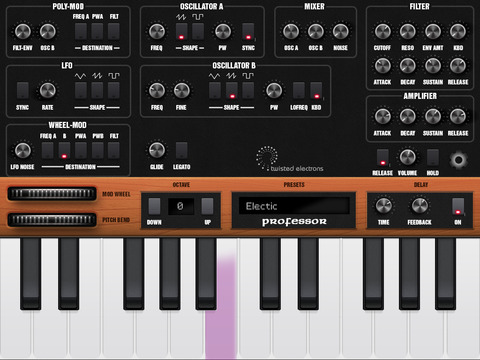 POLY-MOD
FILT-ENV OSC B
FREQ A PWA FILT
DESTINATION
OSCILLATOR A
FREQ SHAPE PW SYNC
MIXER
OSC A OSC B NOISE
FILTER
CUTOFF RESO ENV AMT KBD
ATTACK DECAY SUSTAIN RELEASE
LFO
SYNC RATE SHAPE
OSCILLATOR B
FREQ FINE SHAPE PW LOFREQ KBD
AMPLIFIER
ATTACK DECAY SUSTAIN RELEASE
WHEEL-MOD
FREQ A B PWA PWB FILT
LFO NOISE DESTINATION
GLIDE LEGATO
twisted electrons
RELEASE VOLUME HOLD
MOD WHEEL
PITCH BEND
OCTAVE
DOWN 0 UP
PRESETS
Electic
PROFESSOR
DELAY
TIME FEEDBACK ON